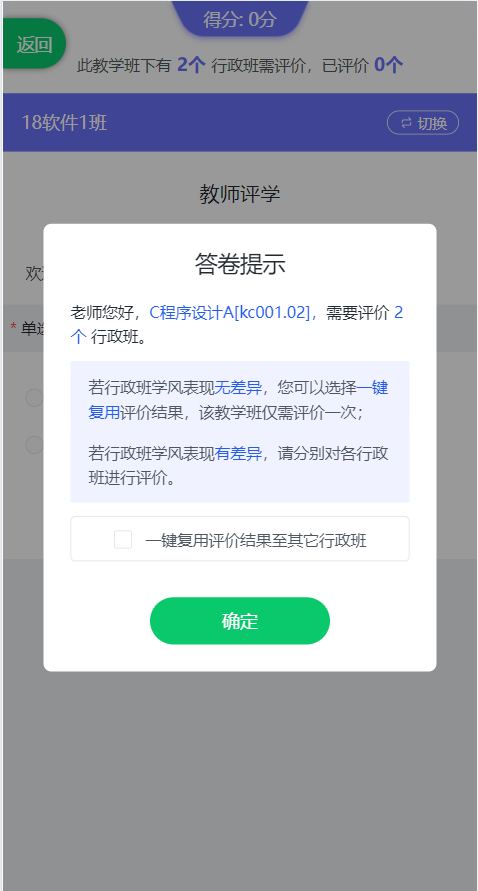 得分: 0分
返回
此教学班下有 2个 行政班需评价，已评价 0个
18软件1班
切换
教师评学
答卷提示
欢
老师您好，C程序设计A[kc001.02]，需要评价 2
* 单选
个 行政班。
若行政班学风表现无差异，您可以选择一键
复用评价结果，该教学班仅需评价一次；
若行政班学风表现有差异，请分别对各行政
班进行评价。
一键复用评价结果至其它行政班
确定